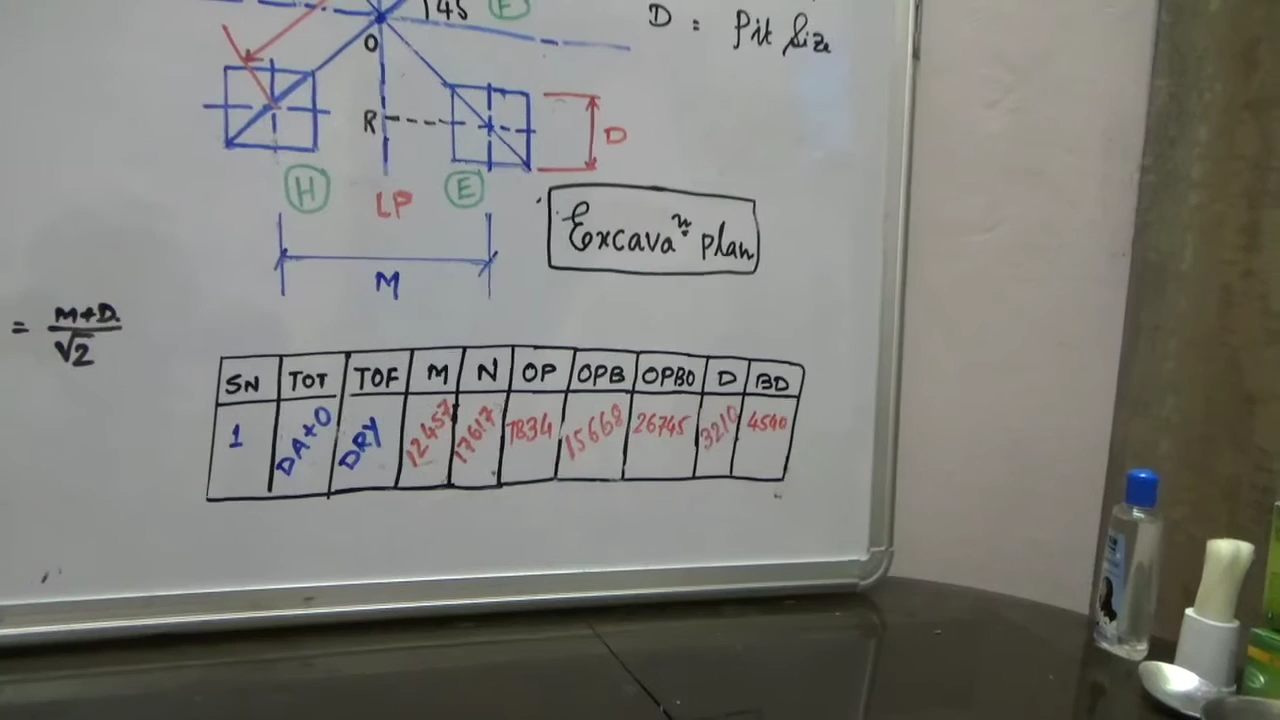 145 F
D = Pit Size
O
R
D
H
LP
E
Excavaⁿ plan
M
= M+D / √2
SN TOT TOF M N OP OPB OPBO D BD
1 DA+0 DRY 12457 17617 7834 15668 26745 3210 4540